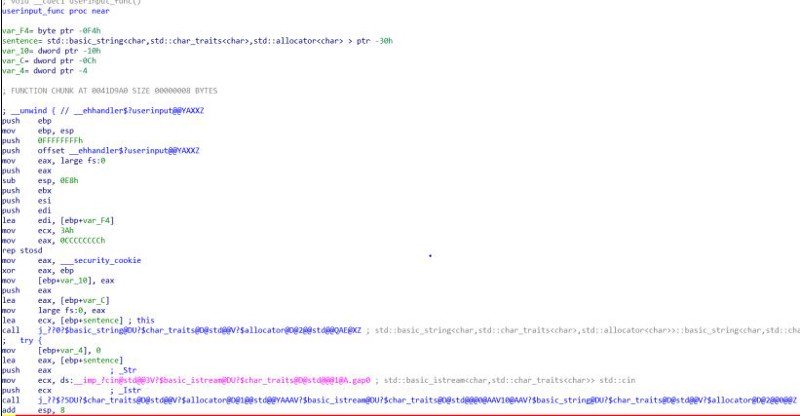 ; void __cdecl userinput_func()
userinput_func proc near
var_F4= byte ptr -0F4h
sentence= std::basic_string<char,std::char_traits<char>,std::allocator<char> > ptr -30h
var_10= dword ptr -10h
var_C= dword ptr -0Ch
var_4= dword ptr -4
; FUNCTION CHUNK AT 0041D9A0 SIZE 00000008 BYTES
; __unwind { // __ehhandler$?userinput@@YAXXZ
push ebp
mov ebp, esp
push 0FFFFFFFFh
push offset __ehhandler$?userinput@@YAXXZ
mov eax, large fs:0
push eax
sub esp, 0E8h
push ebx
push esi
push edi
lea edi, [ebp+var_F4]
mov ecx, 3Ah
mov eax, 0CCCCCCCCh
rep stosd
mov eax, ___security_cookie
xor eax, ebp
mov [ebp+var_10], eax
push eax
lea eax, [ebp+var_C]
mov large fs:0, eax
lea ecx, [ebp+sentence] ; this
call j_??0?$basic_string@DU?$char_traits@D@std@@V?$allocator@D@2@@std@@QAE@XZ ; std::basic_string<char,std::char_traits<char>,std::allocator<char>>::basic_string<char,std::cha
; try {
mov [ebp+var_4], 0
lea eax, [ebp+sentence]
push eax ; _Str
mov ecx, ds:__imp_?cin@std@@3V?$basic_istream@DU?$char_traits@D@std@@@1@A.gap0 ; std::basic_istream<char,std::char_traits<char>> std::cin
push ecx ; _Istr
call j_??$?5DU?$char_traits@D@std@@V?$allocator@D@1@@std@@YAAAV?$basic_istream@DU?$char_traits@D@std@@@0@AAV10@AAV?$basic_string@DU?$char_traits@D@std@@V?$allocator@D@2@@0@@Z
add esp, 8